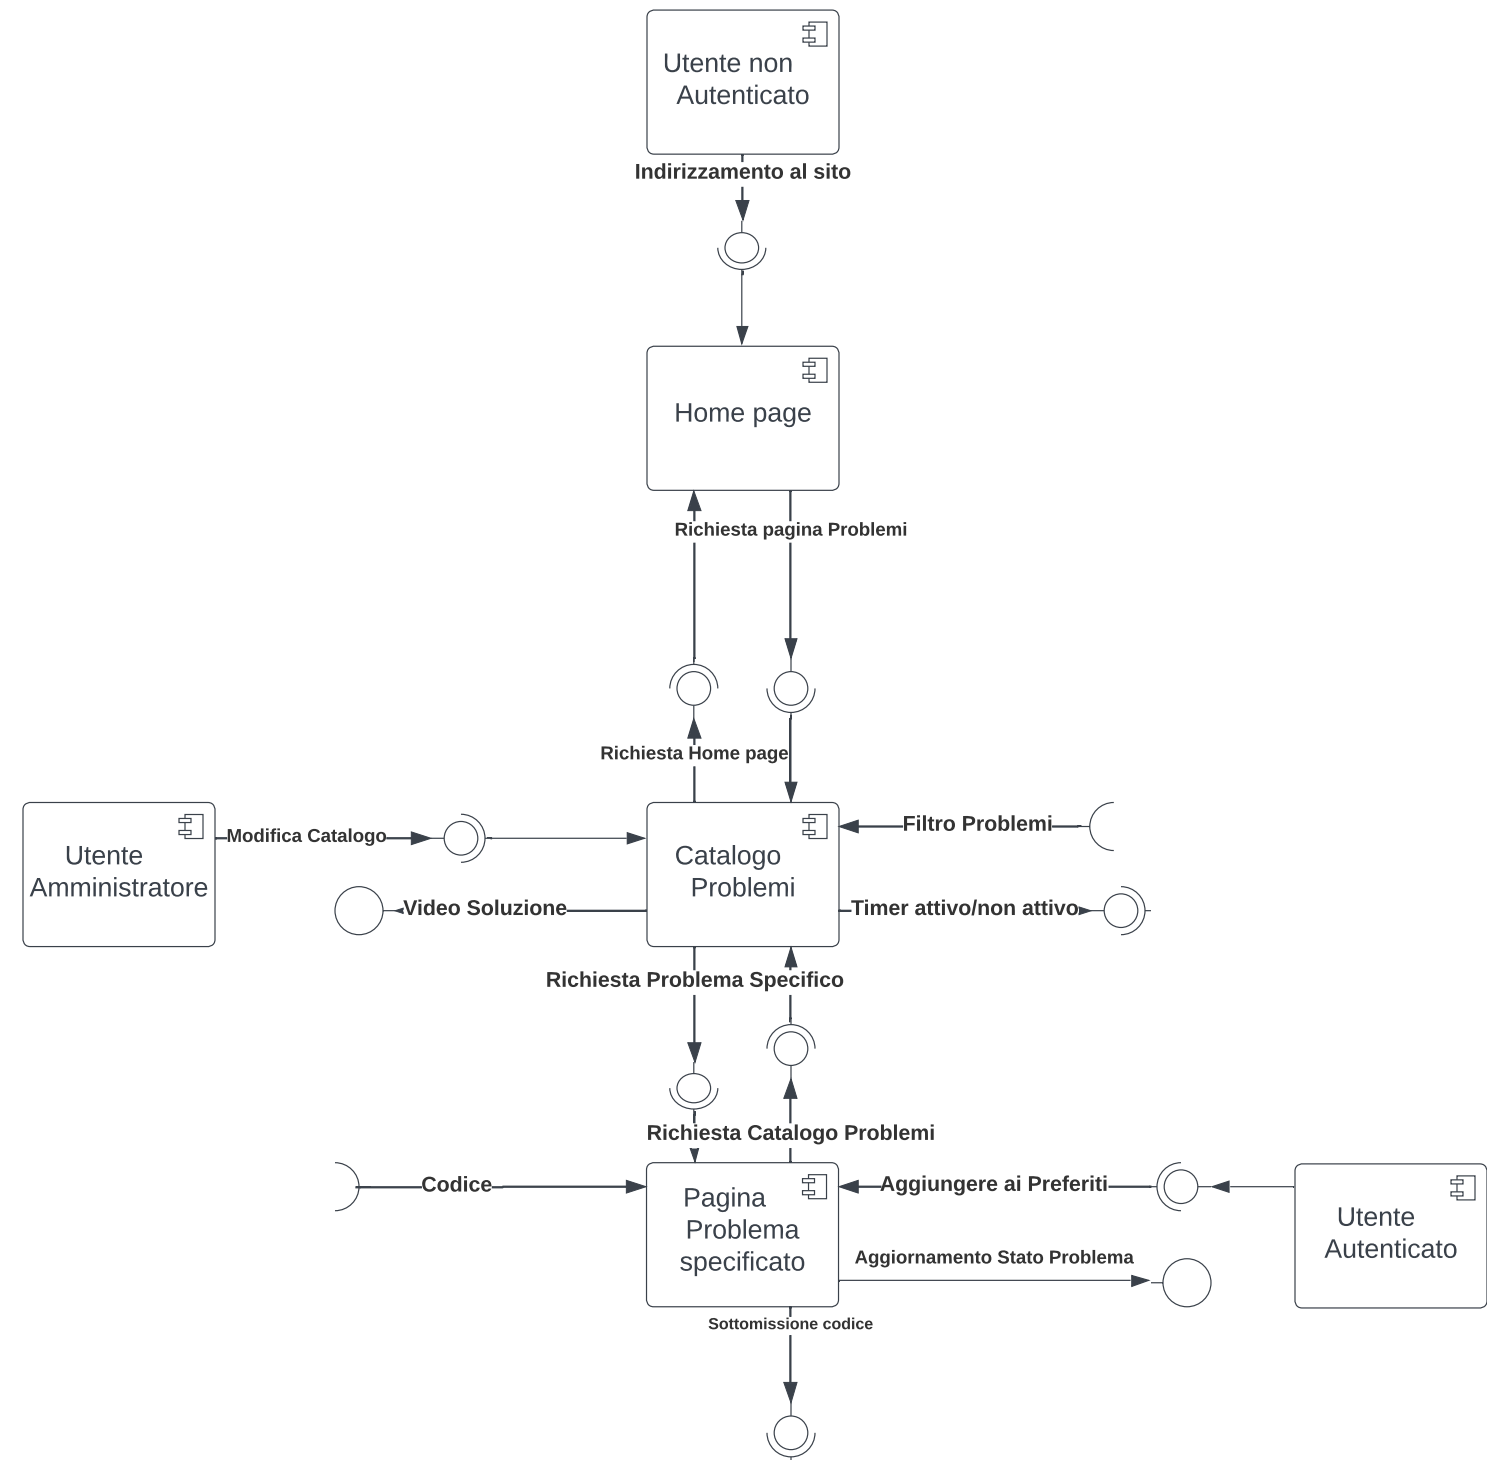 Utente non
Autenticato
Indirizzamento al sito
Home page
Richiesta pagina Problemi
Richiesta Home page
Utente
Amministratore
Modifica Catalogo
Catalogo
Problemi
Filtro Problemi
Video Soluzione
Timer attivo/non attivo
Richiesta Problema Specifico
Richiesta Catalogo Problemi
Codice
Pagina
Problema
specificato
Aggiungere ai Preferiti
Utente
Autenticato
Aggiornamento Stato Problema
Sottomissione codice